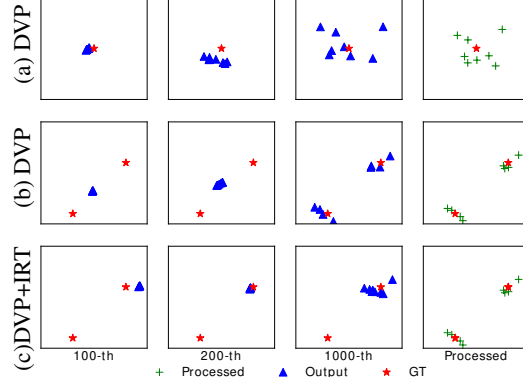 (a) DVP
(b) DVP
(c)DVP+IRT
100-th 200-th 1000-th Processed
Processed Output GT